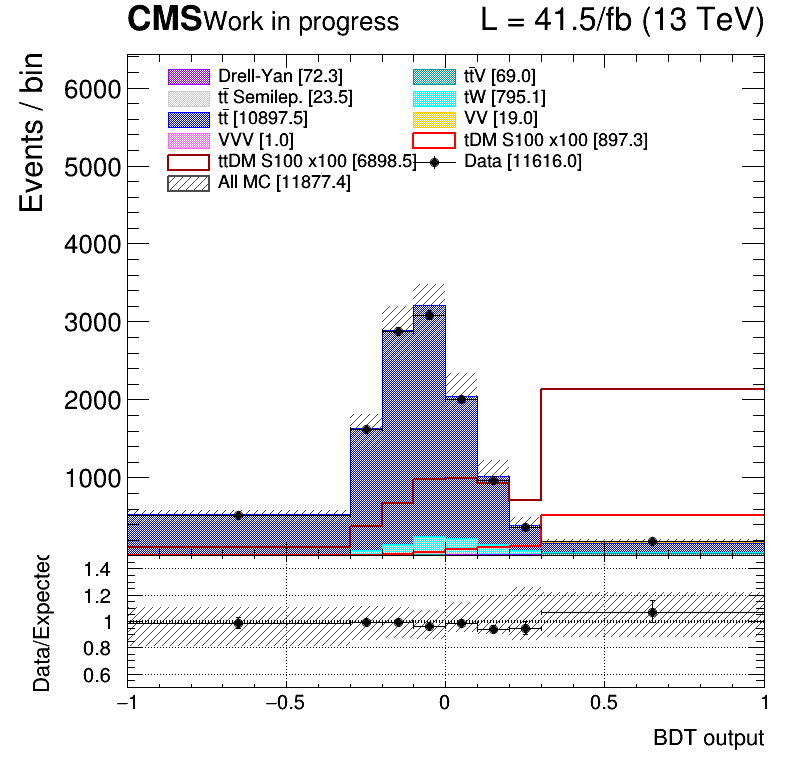 CMS Work in progress L = 41.5/fb (13 TeV)
Events / bin
6000
5000
4000
3000
2000
1000
Drell-Yan [72.3]
tt̄V [69.0]
tt̄ Semilep. [23.5]
tW [795.1]
tt̄ [10897.5]
VV [19.0]
VVV [1.0]
tDM S100 x100 [897.3]
ttDM S100 x100 [6898.5]
Data [11616.0]
All MC [11877.4]
Data/Expected
1.4
1.2
1
0.8
0.6
−1 −0.5 0 0.5 1
BDT output